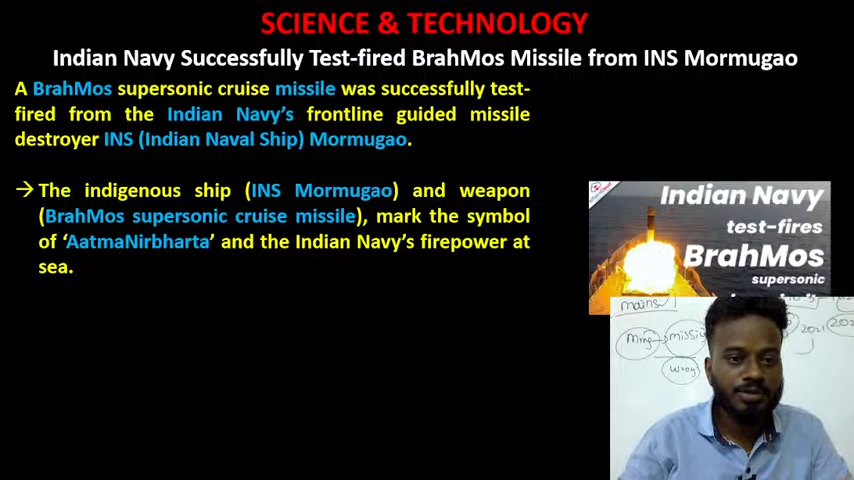 SCIENCE & TECHNOLOGY
Indian Navy Successfully Test-fired BrahMos Missile from INS Mormugao
A BrahMos supersonic cruise missile was successfully test-
fired from the Indian Navy's frontline guided missile
destroyer INS (Indian Naval Ship) Mormugao.
→ The indigenous ship (INS Mormugao) and weapon
(BrahMos supersonic cruise missile), mark the symbol
of 'AatmaNirbharta' and the Indian Navy's firepower at
sea.
Indian Navy
test-fires
BrahMos
supersonic
mains
2021